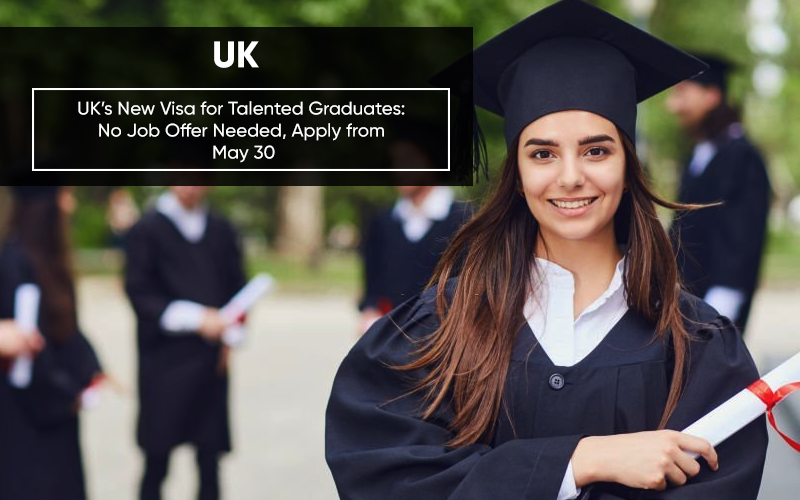 UK
UK's New Visa for Talented Graduates:
No Job Offer Needed, Apply from
May 30